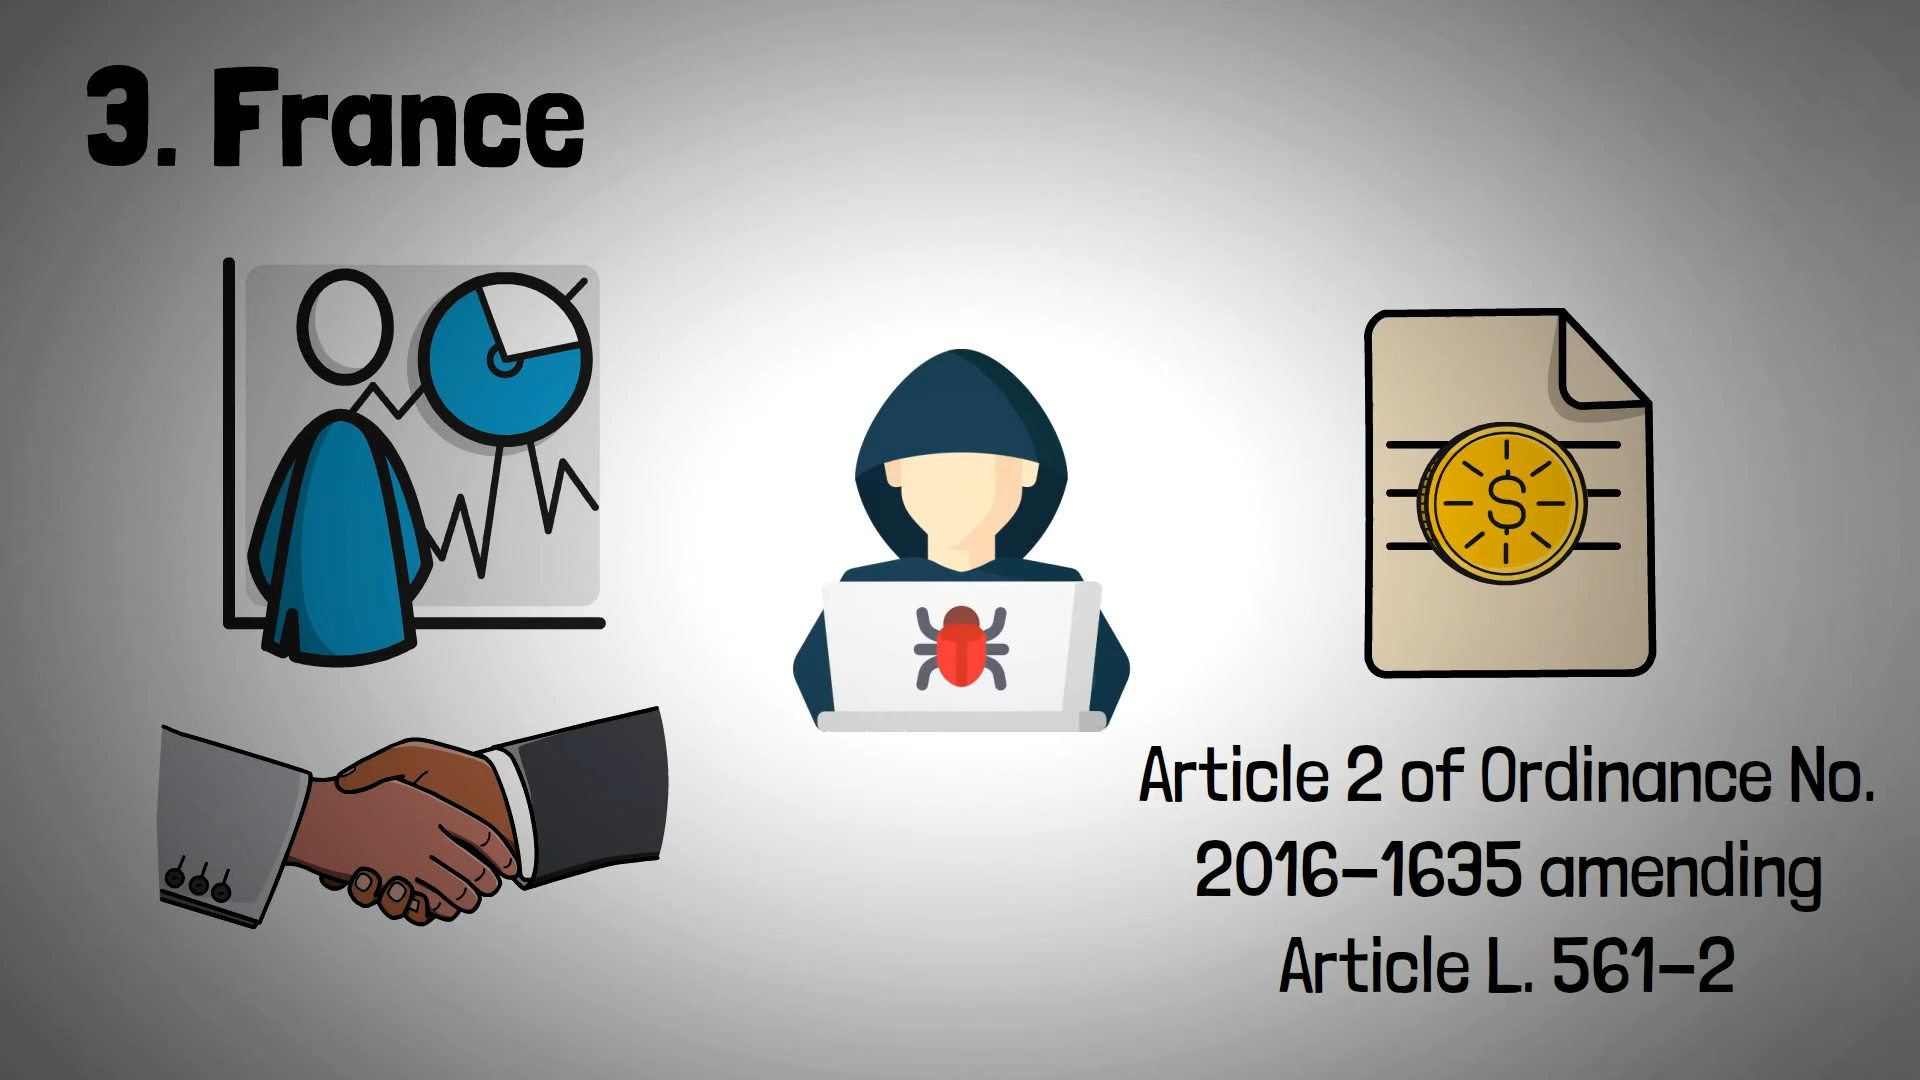 3. France
$
Article 2 of Ordinance No.
2016-1635 amending
Article L. 561-2